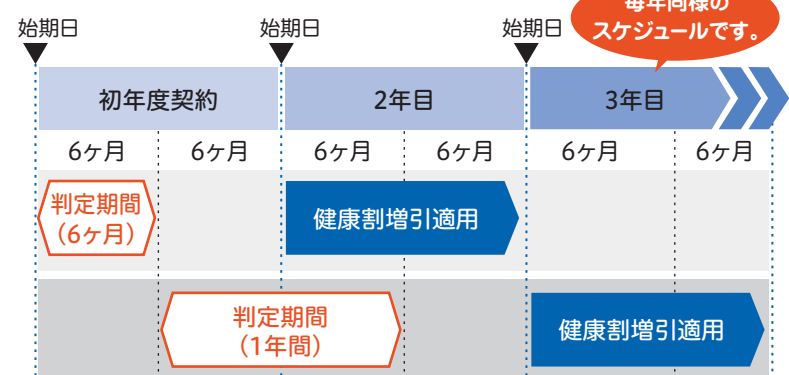 毎年同様の
スケジュールです。
始期日 始期日 始期日
初年度契約 2年目 3年目
6ヶ月 6ヶ月 6ヶ月 6ヶ月 6ヶ月 6ヶ月
判定期間
（6ヶ月）
健康割増引適用
判定期間
（1年間）
健康割増引適用